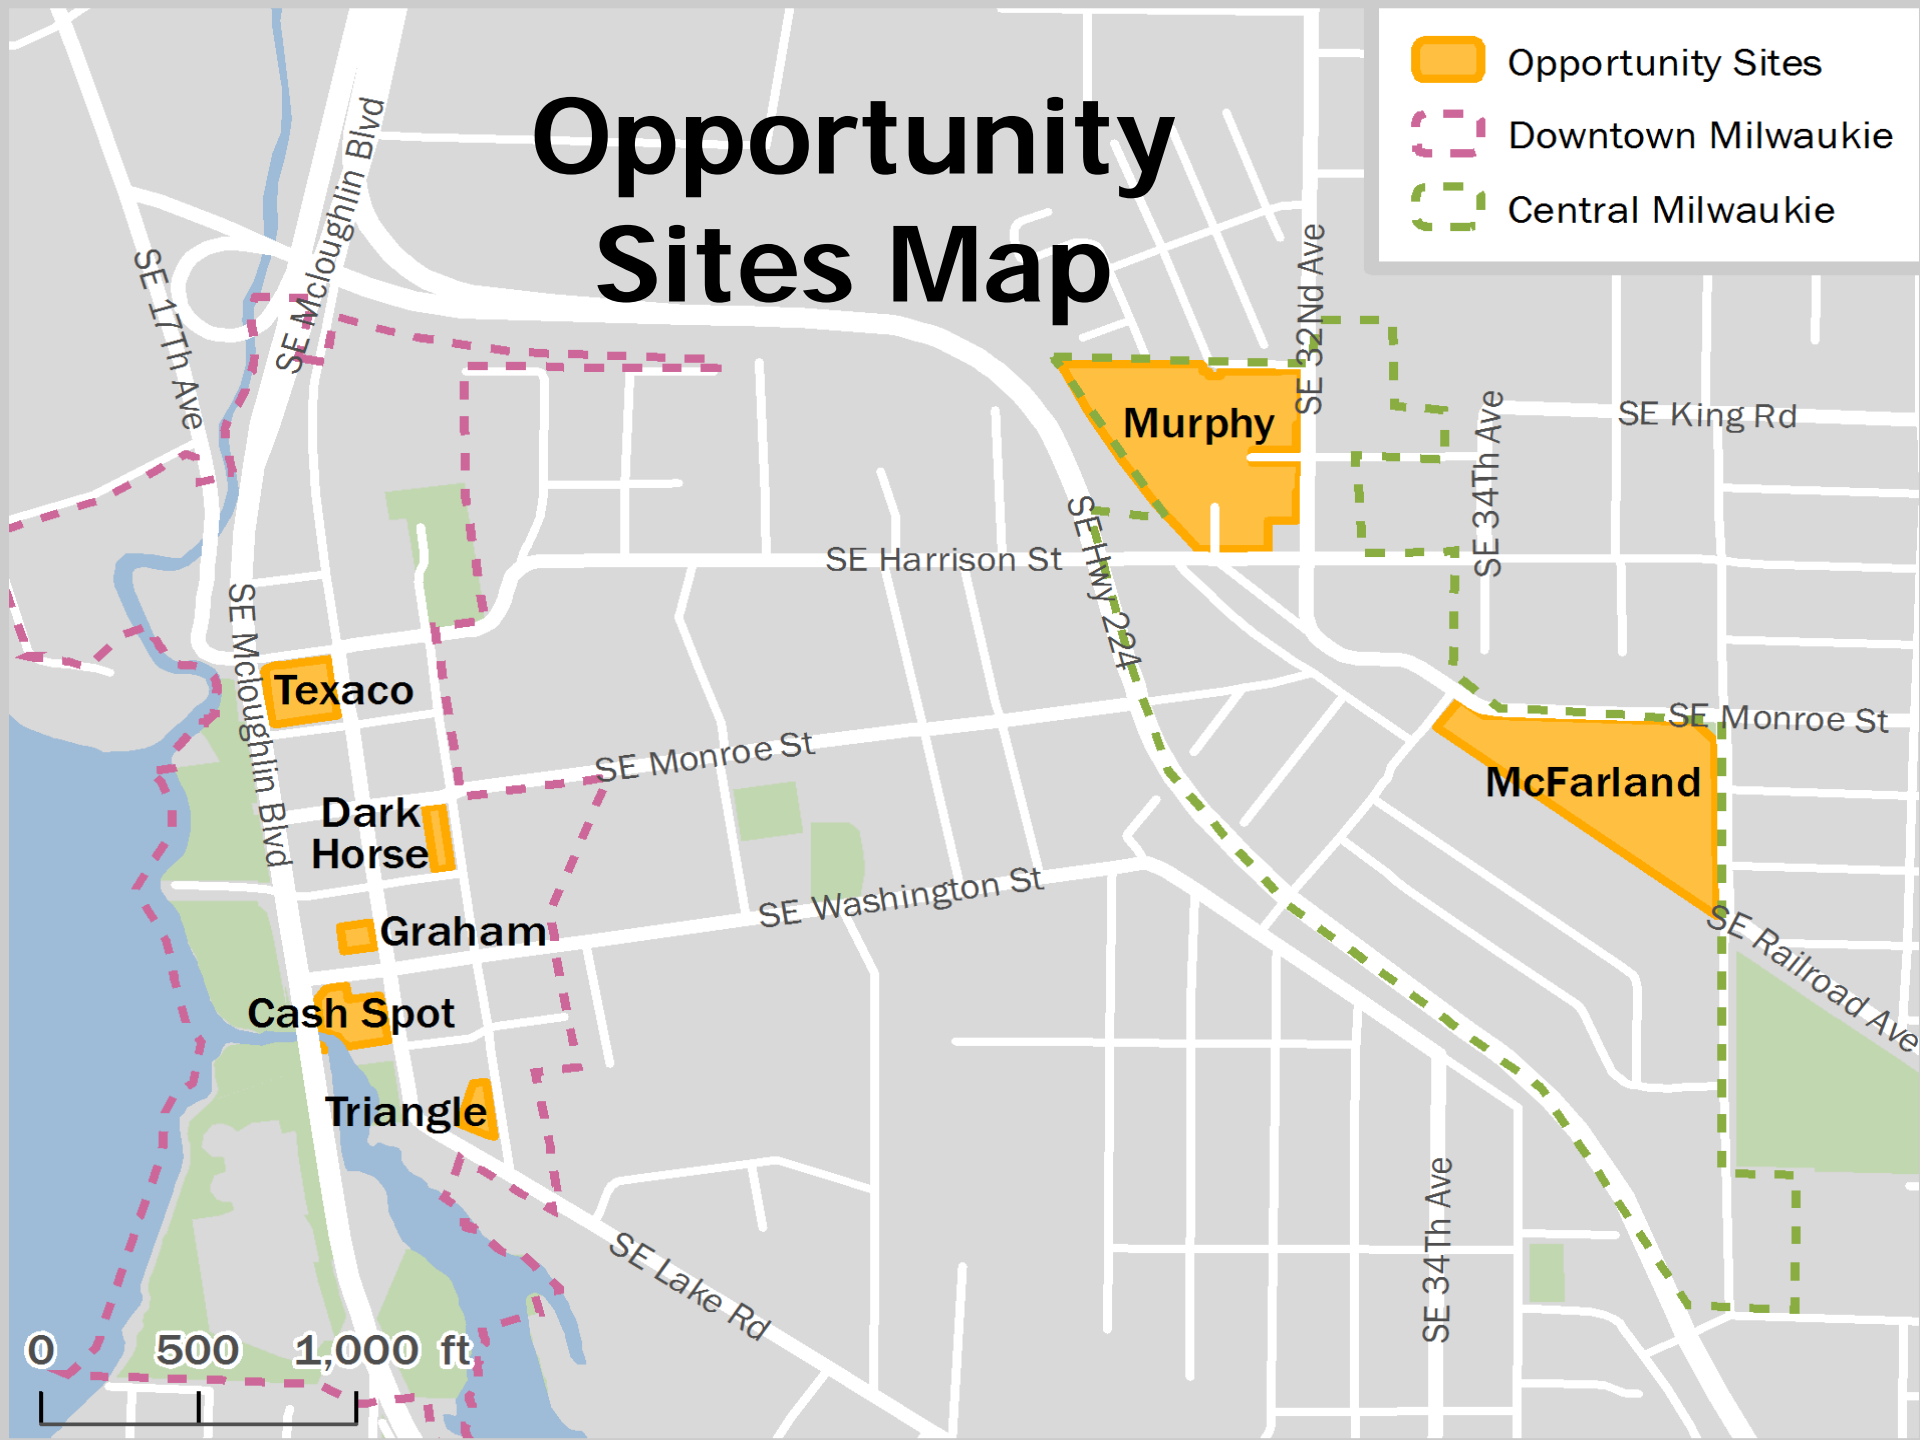 Opportunity
Sites Map
Opportunity Sites
Downtown Milwaukie
Central Milwaukie
SE Mcloughlin Blvd
SE 17Th Ave
SE 32Nd Ave
Murphy
SE King Rd
SE 34Th Ave
SE Harrison St
SE Hwy 224
SE Mcloughlin Blvd
Texaco
SE Monroe St
SE Monroe St
McFarland
Dark
Horse
SE Washington St
Graham
SE Railroad Ave
Cash Spot
Triangle
SE 34Th Ave
SE Lake Rd
0 500 1,000 ft